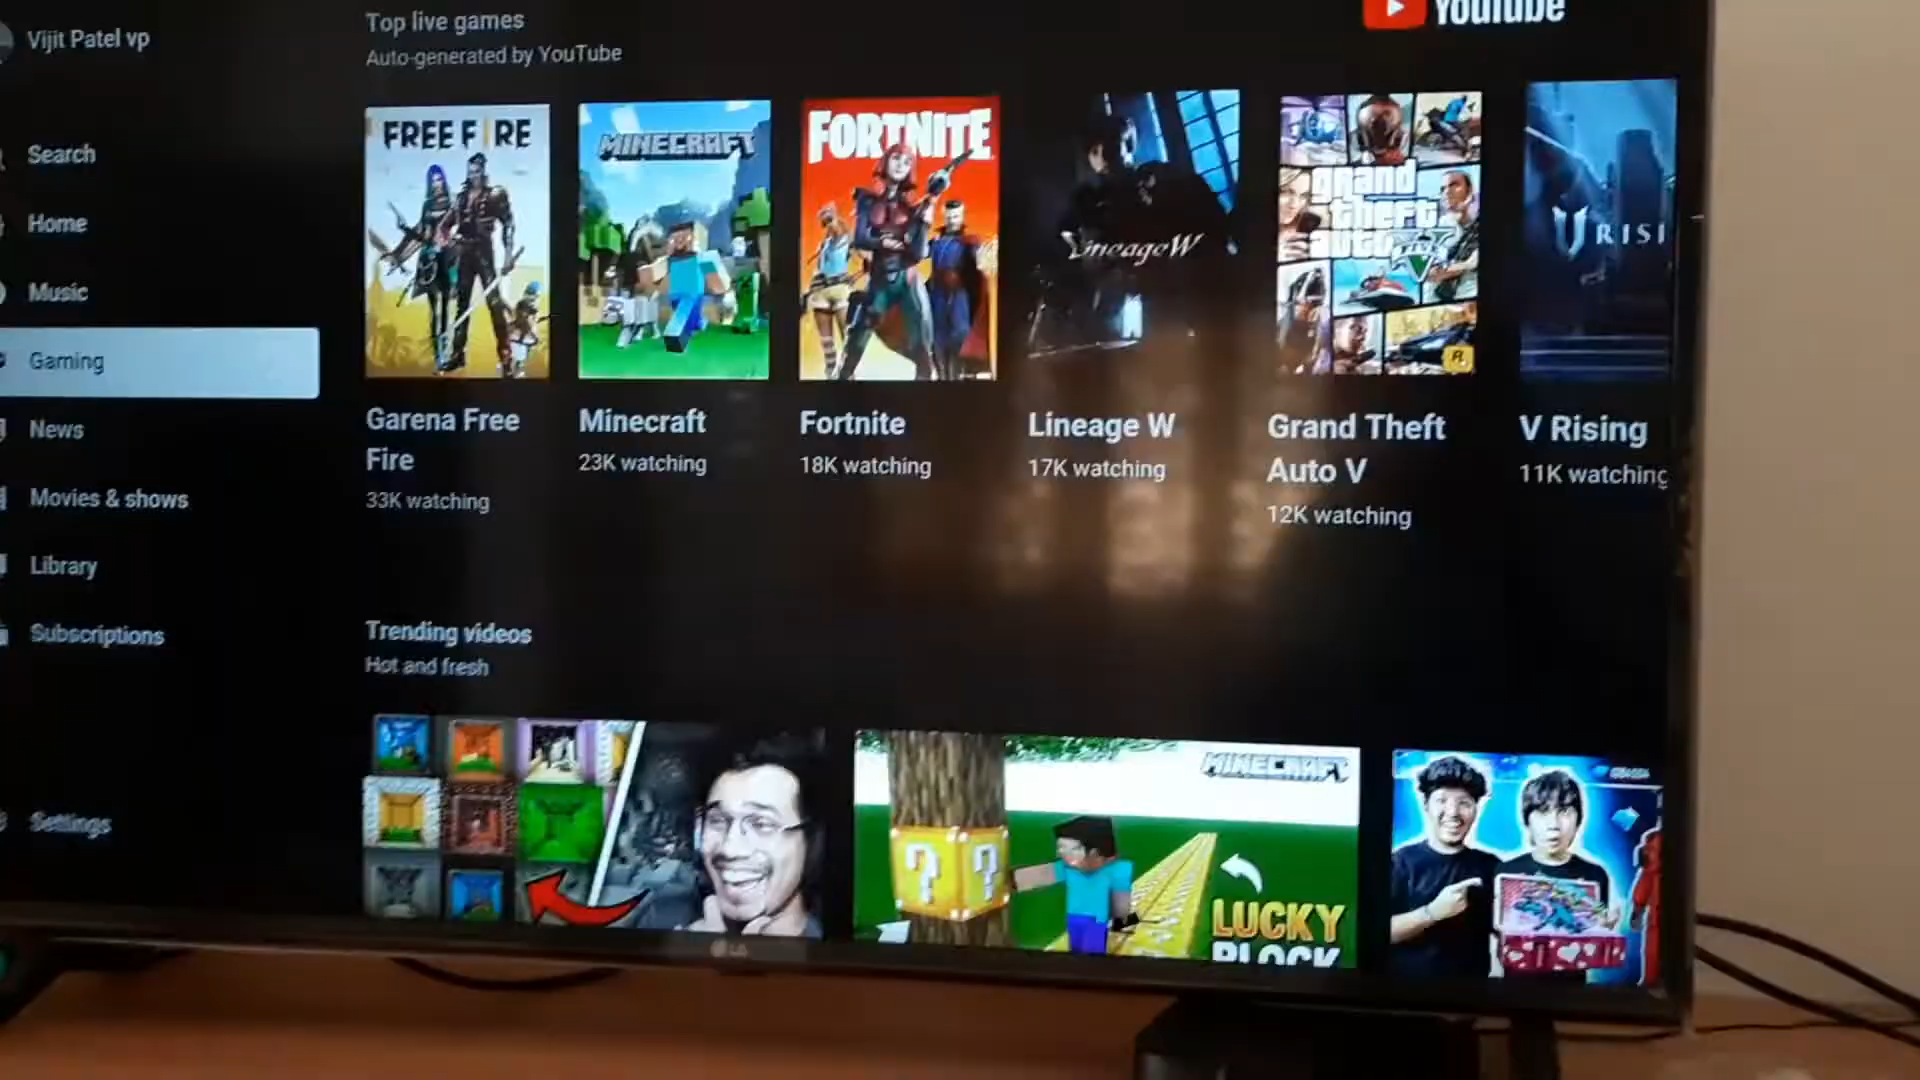 Vijit Patel vp
Search
Home
Music
Gaming
News
Movies & shows
Library
Subscriptions
Settings
YouTube
Top live games
Auto-generated by YouTube
FREE FIRE
MINECRAFT
FORTNITE
LineageW
grand
theft
auto
V
V RISI
Garena Free
Fire
33K watching
Minecraft
23K watching
Fortnite
18K watching
Lineage W
17K watching
Grand Theft
Auto V
12K watching
V Rising
11K watching
Trending videos
Hot and fresh
MINECRAFT
? ?
LUCKY
BLOCK
LG